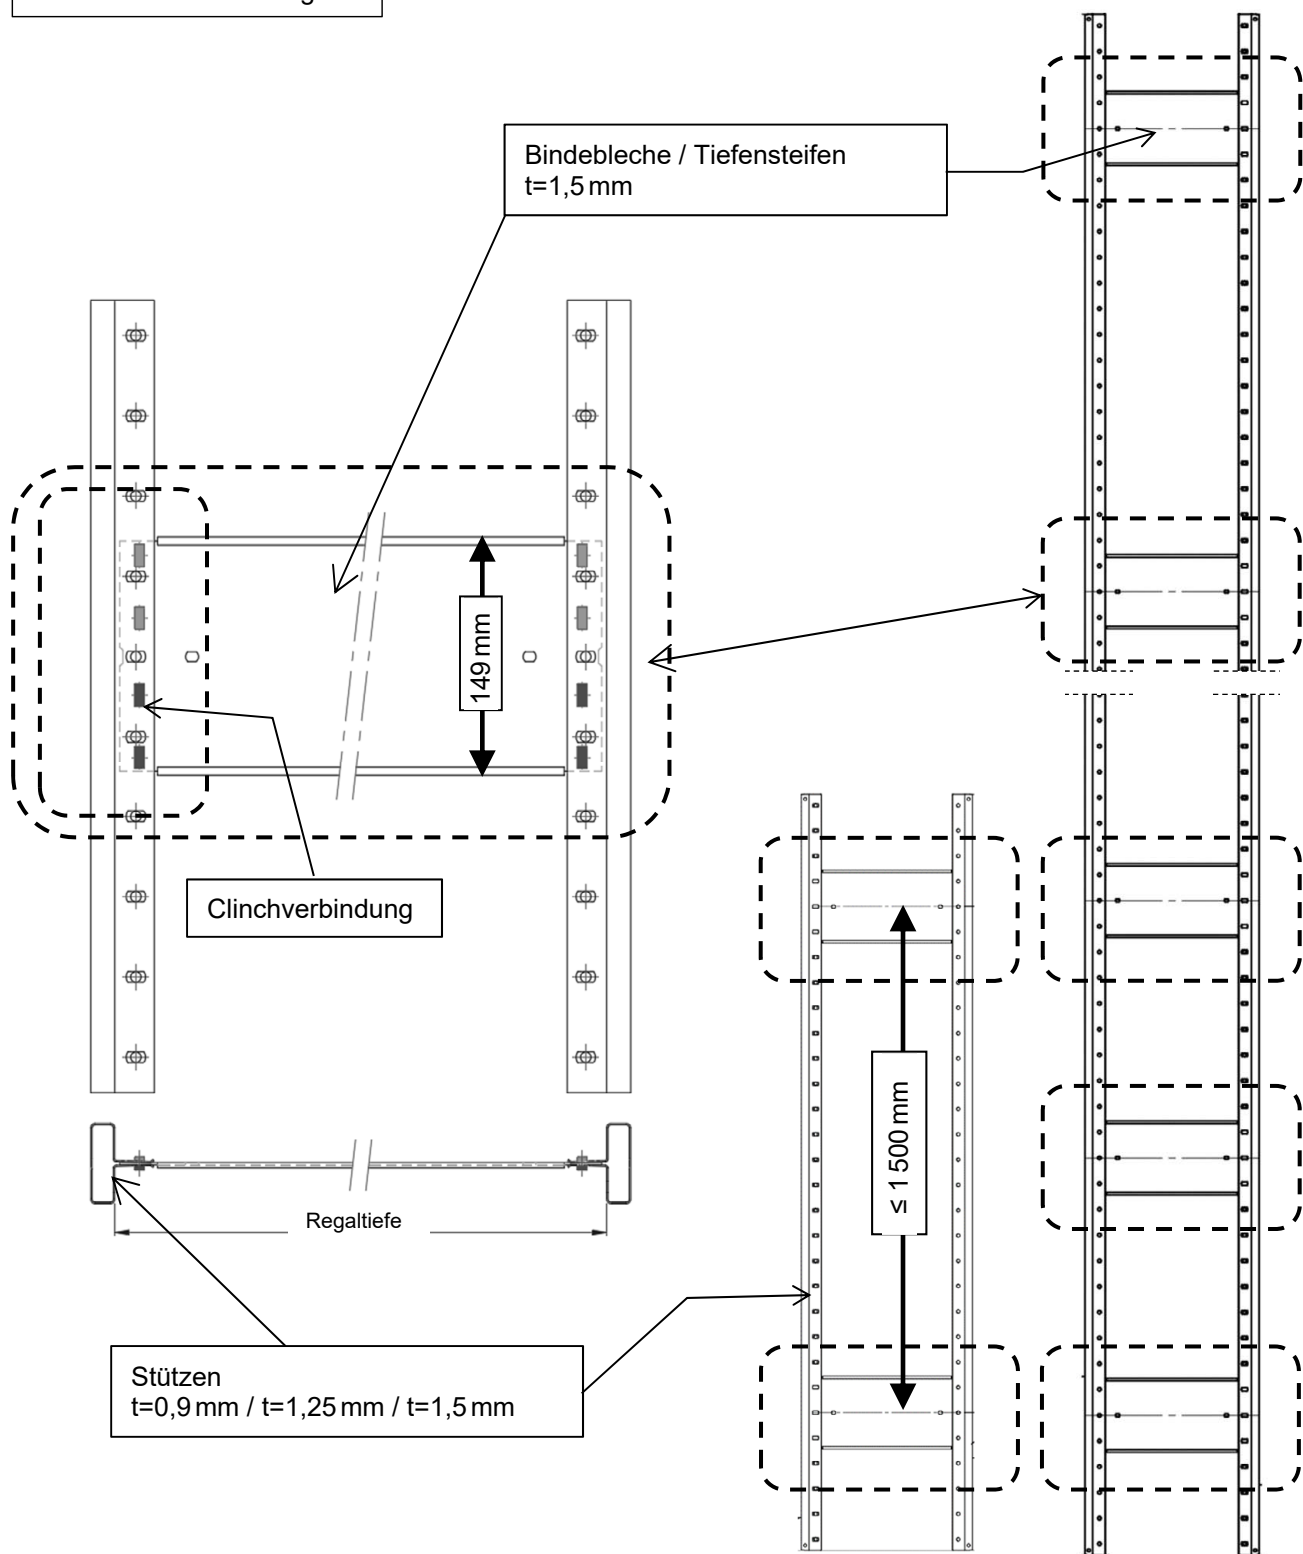 Bindebleche / Tiefensteifen
t=1,5 mm
149 mm
Clinchverbindung
≤ 1 500 mm
Regaltiefe
Stützen
t=0,9 mm / t=1,25 mm / t=1,5 mm